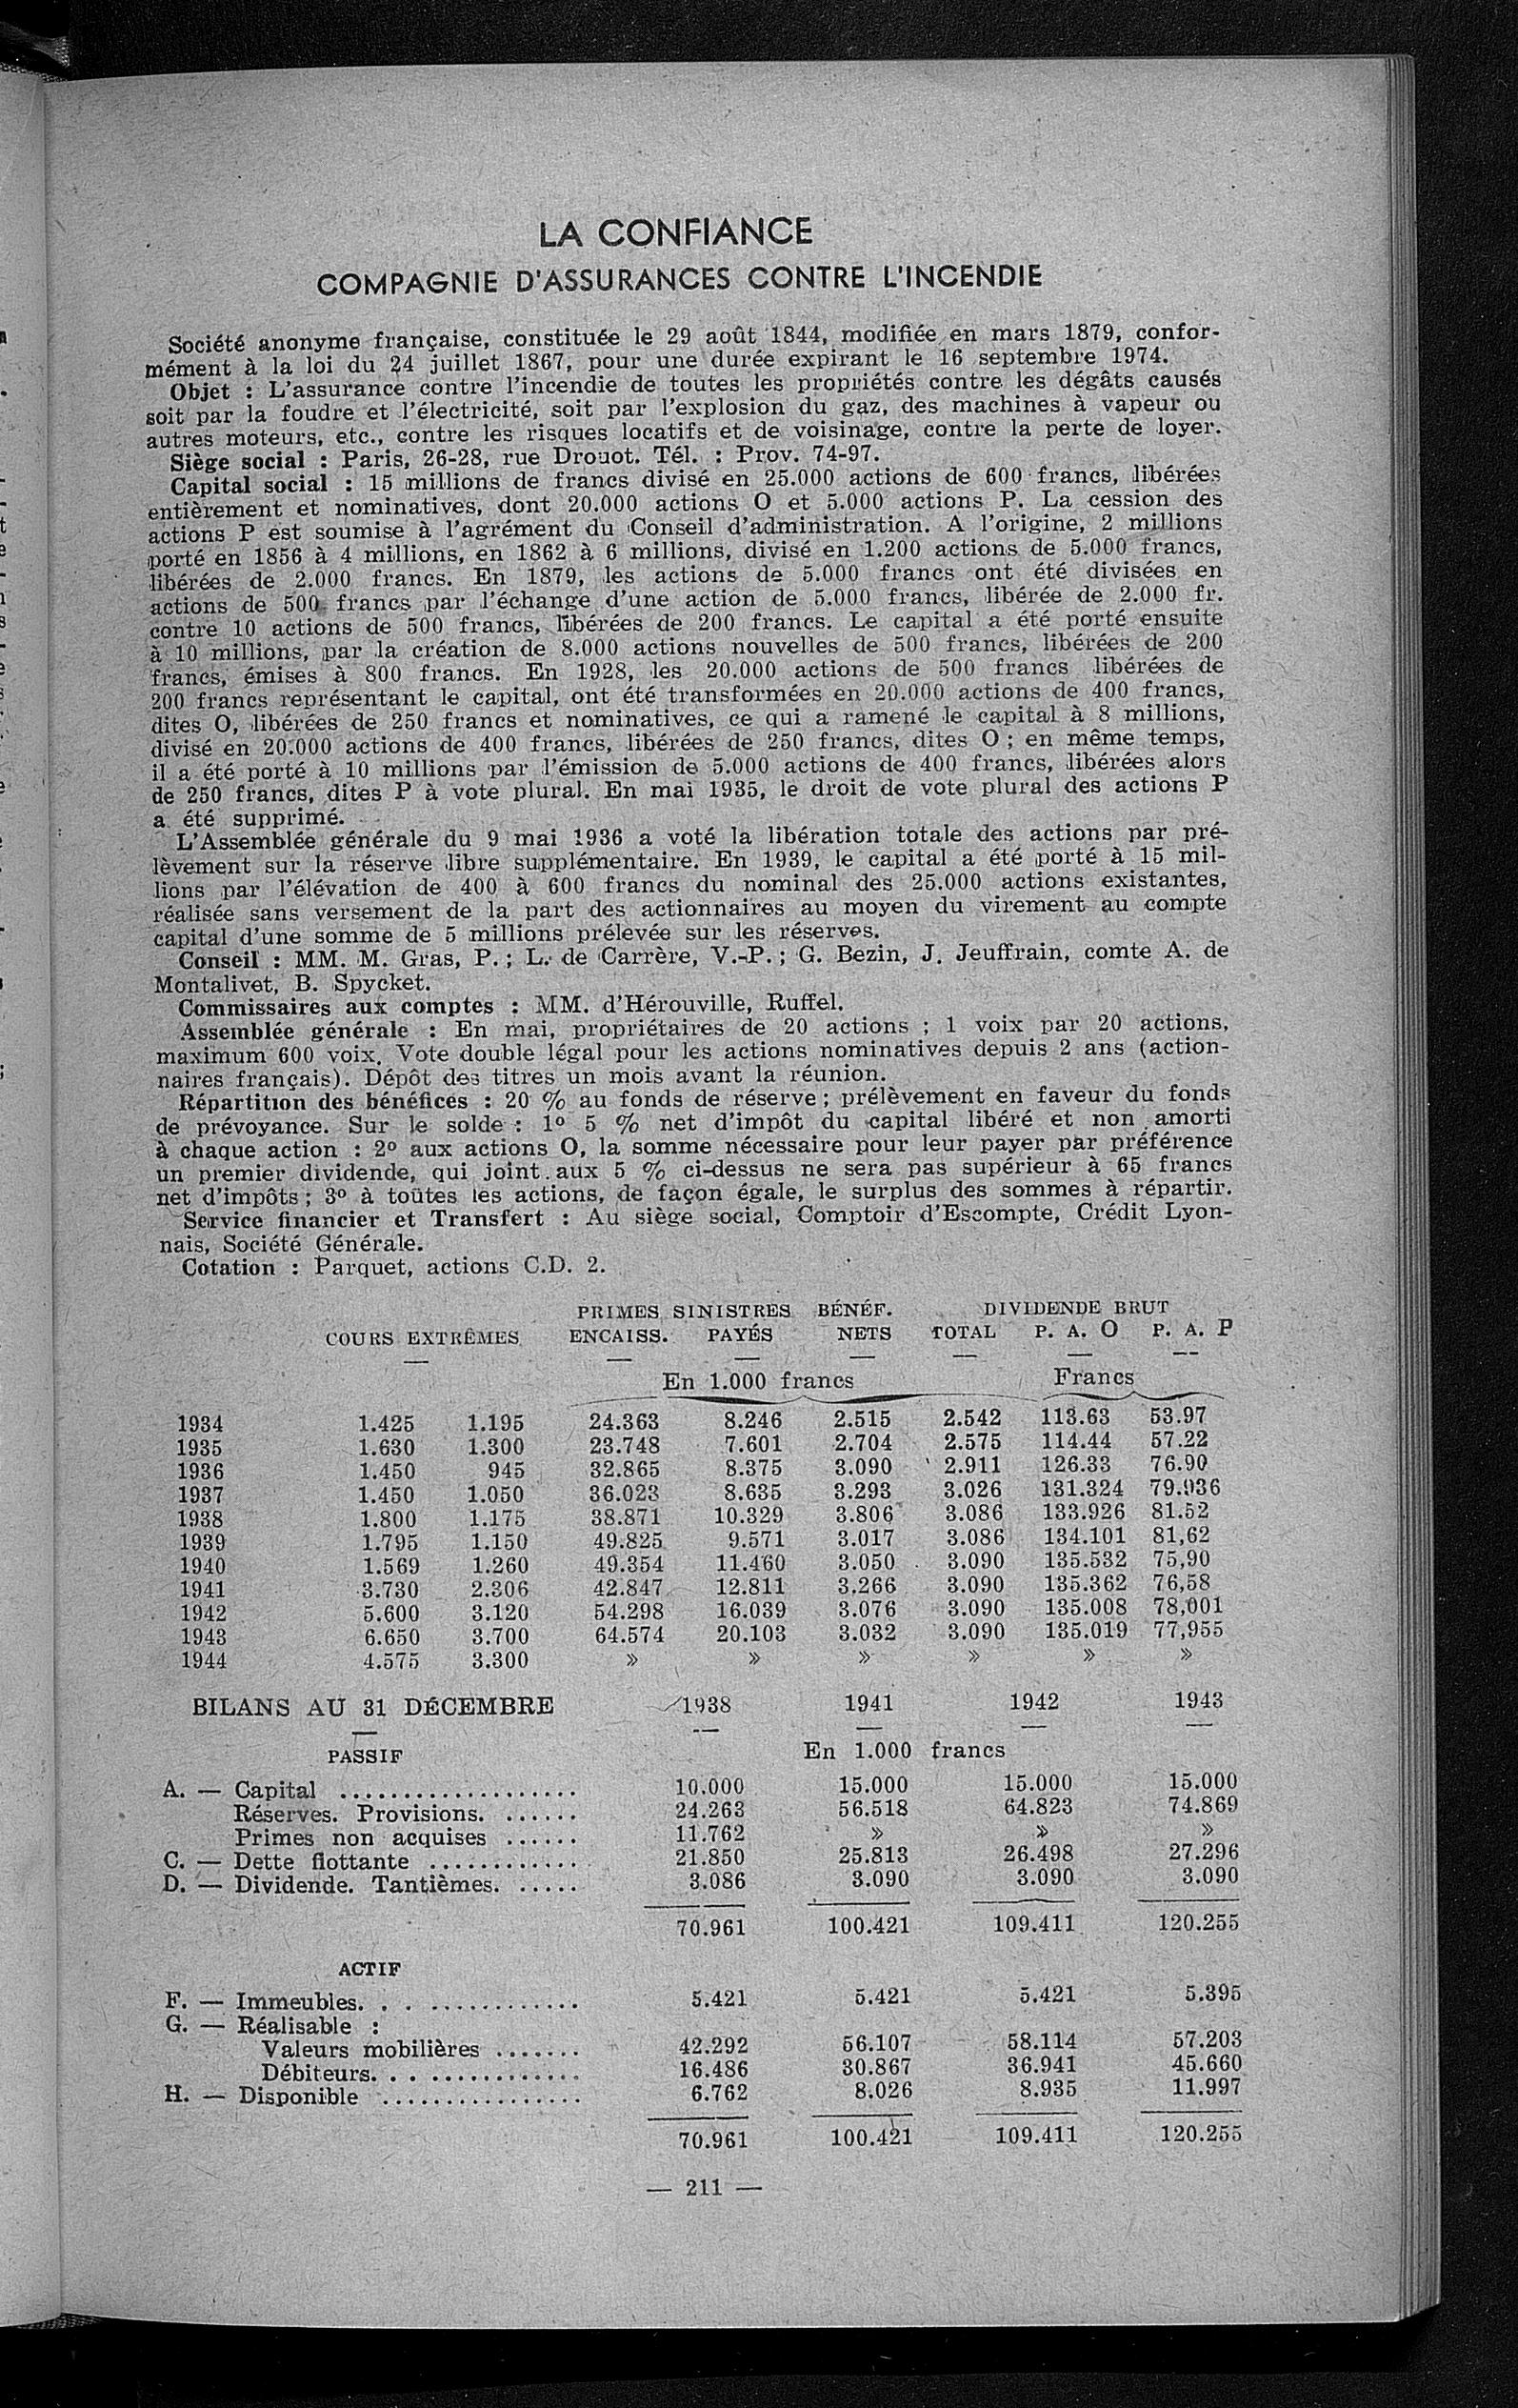 LA CONFIANCE
COMPAGNIE D'ASSURANCES CONTRE L'INCENDIE
Société anonyme française, constituée le 29 août 1844, modifiée en mars 1879, confor-
mément à la loi du 24 juillet 1867, pour une durée expirant le 16 septembre 1974.
Objet : L'assurance contre l'incendie de toutes les propriétés contre les dégâts causés
soit par la foudre et l'électricité, soit par l'explosion du gaz, des machines à vapeur ou
autres moteurs, etc., contre les risques locatifs et de voisinage, contre la perte de loyer.
Siège social : Paris, 26-28, rue Drouot. Tél. : Prov. 74-97.
Capital social : 15 millions de francs divisé en 25.000 actions de 600 francs, libérées
entièrement et nominatives, dont 20.000 actions O et 5.000 actions P. La cession des
actions P est soumise à l'agrément du Conseil d'administration. A l'origine, 2 millions
porté en 1856 à 4 millions, en 1862 à 6 millions, divisé en 1.200 actions de 5.000 francs,
libérées de 2.000 francs. En 1879, les actions de 5.000 francs ont été divisées en
actions de 500 francs par l'échange d'une action de 5.000 francs, libérée de 2.000 fr.
contre 10 actions de 500 francs, libérées de 200 francs. Le capital a été porté ensuite
à 10 millions, par la création de 8.000 actions nouvelles de 500 francs, libérées de 200
francs, émises à 800 francs. En 1928, les 20.000 actions de 500 francs libérées de
200 francs représentant le capital, ont été transformées en 20.000 actions de 400 francs,
dites O, libérées de 250 francs et nominatives, ce qui a ramené le capital à 8 millions,
divisé en 20.000 actions de 400 francs, libérées de 250 francs, dites O ; en même temps,
il a été porté à 10 millions par l'émission de 5.000 actions de 400 francs, libérées alors
de 250 francs, dites P à vote plural. En mai 1935, le droit de vote plural des actions P
a été supprimé.
L'Assemblée générale du 9 mai 1936 a voté la libération totale des actions par pré-
lèvement sur la réserve libre supplémentaire. En 1939, le capital a été porté à 15 mil-
lions par l'élévation de 400 à 600 francs du nominal des 25.000 actions existantes,
réalisée sans versement de la part des actionnaires au moyen du virement au compte
capital d'une somme de 5 millions prélevée sur les réserves.
Conseil : MM. M. Gras, P. ; L. de Carrère, V.-P. ; G. Bezin, J. Jeuffrain, comte A. de
Montalivet, B. Spycket.
Commissaires aux comptes : MM. d'Hérouville, Ruffel.
Assemblée générale : En mai, propriétaires de 20 actions ; 1 voix par 20 actions,
maximum 600 voix. Vote double légal pour les actions nominatives depuis 2 ans (action-
naires français). Dépôt des titres un mois avant la réunion.
Répartition des bénéfices : 20 % au fonds de réserve ; prélèvement en faveur du fonds
de prévoyance. Sur le solde : 1º 5 % net d'impôt du capital libéré et non amorti
à chaque action : 2º aux actions O, la somme nécessaire pour leur payer par préférence
un premier dividende, qui joint aux 5 % ci-dessus ne sera pas supérieur à 65 francs
net d'impôts ; 3º à toutes les actions, de façon égale, le surplus des sommes à répartir.
Service financier et Transfert : Au siège social, Comptoir d'Escompte, Crédit Lyon-
nais, Société Générale.
Cotation : Parquet, actions C.D. 2.
PRIMES SINISTRES BÉNÉF. DIVIDENDE BRUT
COURS EXTRÊMES ENCAISS. PAYÉS NETS TOTAL P. A. O P. A. P
En 1.000 francs Francs
1934 1.425 1.195 24.363 8.246 2.515 2.542 113.63 53.97
1935 1.630 1.300 23.748 7.601 2.704 2.575 114.44 57.22
1936 1.450 945 32.865 8.375 3.090 2.911 126.33 76.90
1937 1.450 1.050 36.023 8.635 3.293 3.026 131.324 79.936
1938 1.800 1.175 38.871 10.329 3.806 3.086 133.926 81.52
1939 1.795 1.150 49.825 9.571 3.017 3.086 134.101 81,62
1940 1.569 1.260 49.354 11.460 3.050 3.090 135.532 75,90
1941 3.730 2.306 42.847 12.811 3.266 3.090 135.362 76,58
1942 5.600 3.120 54.298 16.039 3.076 3.090 135.008 78,001
1943 6.650 3.700 64.574 20.103 3.032 3.090 135.019 77,955
1944 4.575 3.300 » » » » » »
BILANS AU 31 DÉCEMBRE 1938 1941 1942 1943
PASSIF En 1.000 francs
A. — Capital ................... 10.000 15.000 15.000 15.000
Réserves. Provisions. ...... 24.263 56.518 64.823 74.869
Primes non acquises ...... 11.762 » » »
C. — Dette flottante ............ 21.850 25.813 26.498 27.296
D. — Dividende. Tantièmes. ..... 3.086 3.090 3.090 3.090
70.961 100.421 109.411 120.255
ACTIF
F. — Immeubles. . . ............ 5.421 5.421 5.421 5.395
G. — Réalisable :
Valeurs mobilières ....... 42.292 56.107 58.114 57.203
Débiteurs. . . ............. 16.486 30.867 36.941 45.660
H. — Disponible ................ 6.762 8.026 8.935 11.997
70.961 100.421 109.411 120.255
— 211 —